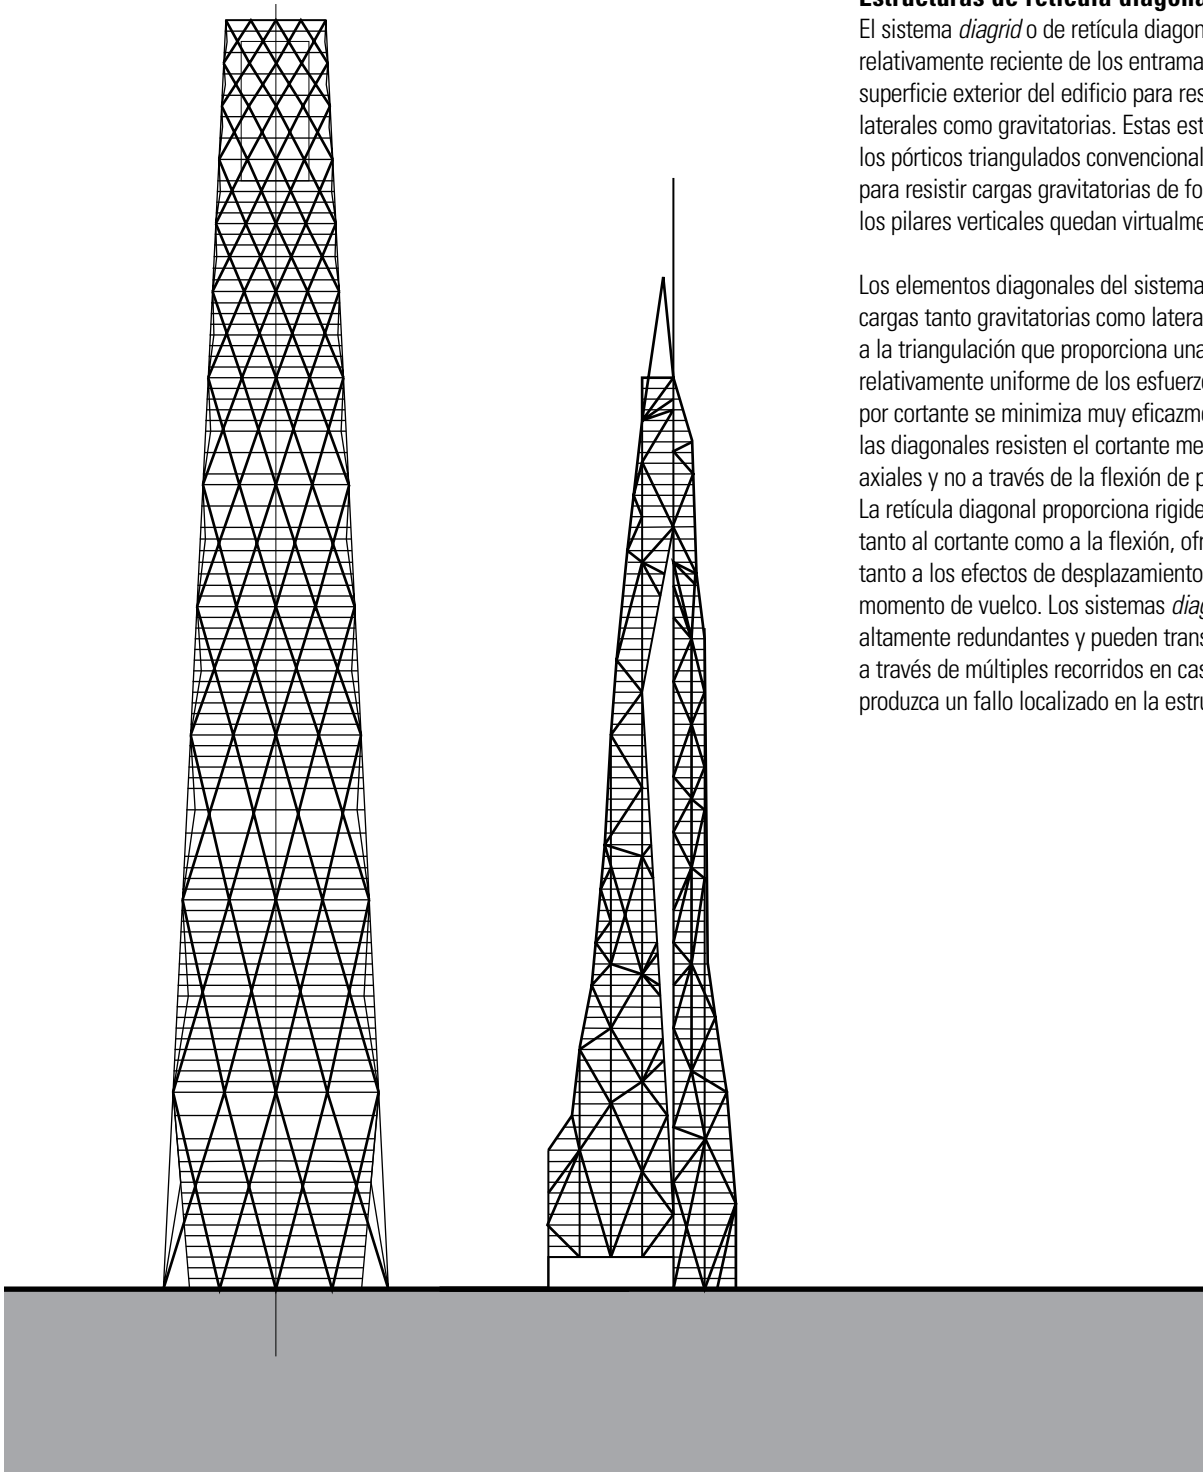 Estructuras de retícula diagona
El sistema diagrid o de retícula diagon
relativamente reciente de los entrama
superficie exterior del edificio para res
laterales como gravitatorias. Estas est
los pórticos triangulados convencional
para resistir cargas gravitatorias de fo
los pilares verticales quedan virtualme
Los elementos diagonales del sistema
cargas tanto gravitatorias como latera
a la triangulación que proporciona una
relativamente uniforme de los esfuerz
por cortante se minimiza muy eficazm
las diagonales resisten el cortante me
axiales y no a través de la flexión de p
La retícula diagonal proporciona rigide
tanto al cortante como a la flexión, ofr
tanto a los efectos de desplazamiento
momento de vuelco. Los sistemas diag
altamente redundantes y pueden trans
a través de múltiples recorridos en cas
produzca un fallo localizado en la estru